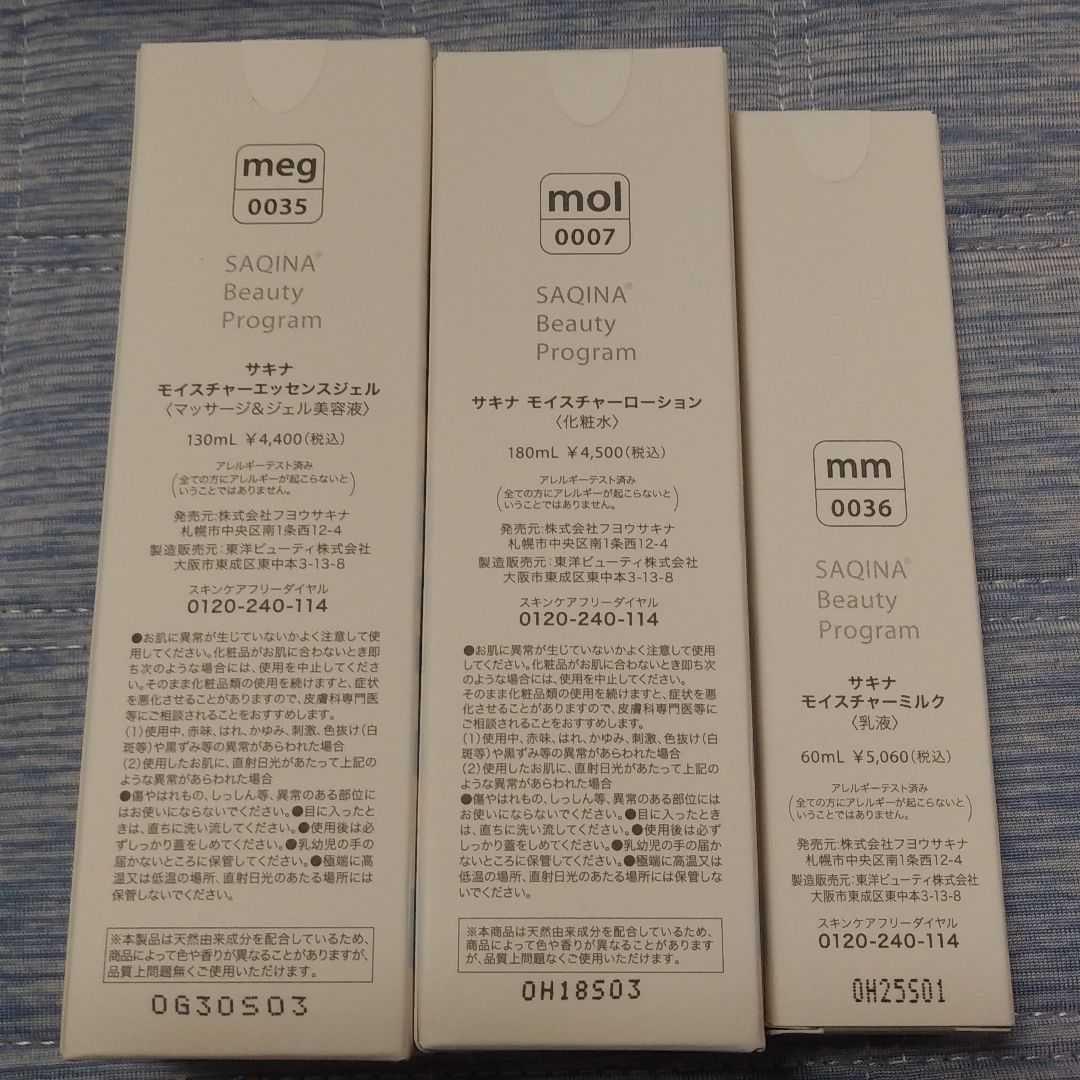 meg
0035
SAQINA®
Beauty
Program
サキナ
モイスチャーエッセンスジェル
〈マッサージ&ジェル美容液〉
130mL ¥4,400(税込)
アレルギーテスト済み
(全ての方にアレルギーが起こらないと
いうことではありません。)
発売元:株式会社フヨウサキナ
札幌市中央区南1条西12-4
製造販売元:東洋ビューティ株式会社
大阪市東成区東中本3-13-8
スキンケアフリーダイヤル
0120-240-114
●お肌に異常が生じていないかよく注意して使
用してください。化粧品がお肌に合わないとき即
ち次のような場合には、使用を中止してくださ
い。そのまま化粧品類の使用を続けますと、症状
を悪化させることがありますので、皮膚科専門医
等にご相談されることをおすすめします。
(1)使用中、赤味、はれ、かゆみ、刺激、色抜け(白
斑等)や黒ずみ等の異常があらわれた場合
(2)使用したお肌に、直射日光があたって上記の
ような異常があらわれた場合
●傷やはれもの、しっしん等、異常のある部位に
はお使いにならないでください。●目に入ったと
きは、直ちに洗い流してください。●使用後は必
ずしっかり蓋をしめてください。●乳幼児の手の
届かないところに保管してください。●極端に高
温又は低温の場所、直射日光のあたる場所には
保管しないでください。
※本製品は天然由来成分を配合しているため、
商品によって色や香りが異なることがありますが、
品質上問題無くご使用いただけます。
OG30S03
mol
0007
SAQINA®
Beauty
Program
サキナ モイスチャーローション
〈化粧水〉
180mL ¥4,500(税込)
アレルギーテスト済み
(全ての方にアレルギーが起こらないと
いうことではありません。)
発売元:株式会社フヨウサキナ
札幌市中央区南1条西12-4
製造販売元:東洋ビューティ株式会社
大阪市東成区東中本3-13-8
スキンケアフリーダイヤル
0120-240-114
●お肌に異常が生じていないかよく注意して使用
してください。化粧品がお肌に合わないとき即ち次
のような場合には、使用を中止してください。
そのまま化粧品類の使用を続けますと、症状を悪
化させることがありますので、皮膚科専門医等に
ご相談されることをおすすめします。
(1)使用中、赤味、はれ、かゆみ、刺激、色抜け(白
斑等)や黒ずみ等の異常があらわれた場合
(2)使用したお肌に、直射日光があたって上記のよ
うな異常があらわれた場合
●傷やはれもの、しっしん等、異常のある部位には
お使いにならないでください。●目に入ったとき
は、直ちに洗い流してください。●使用後は必ず
しっかり蓋をしめてください。●乳幼児の手の届か
ないところに保管してください。●極端に高温又は
低温の場所、直射日光のあたる場所には保管しな
いでください。
※本製品は天然由来成分を配合しているため、
商品によって色や香りが異なることがあります
が、品質上問題なくご使用いただけます。
OH18S03
mm
0036
SAQINA®
Beauty
Program
サキナ
モイスチャーミルク
〈乳液〉
60mL ¥5,060(税込)
アレルギーテスト済み
(全ての方にアレルギーが起こらないと
いうことではありません。)
発売元:株式会社フヨウサキナ
札幌市中央区南1条西12-4
製造販売元:東洋ビューティ株式会社
大阪市東成区東中本3-13-8
スキンケアフリーダイヤル
0120-240-114
OH25S01